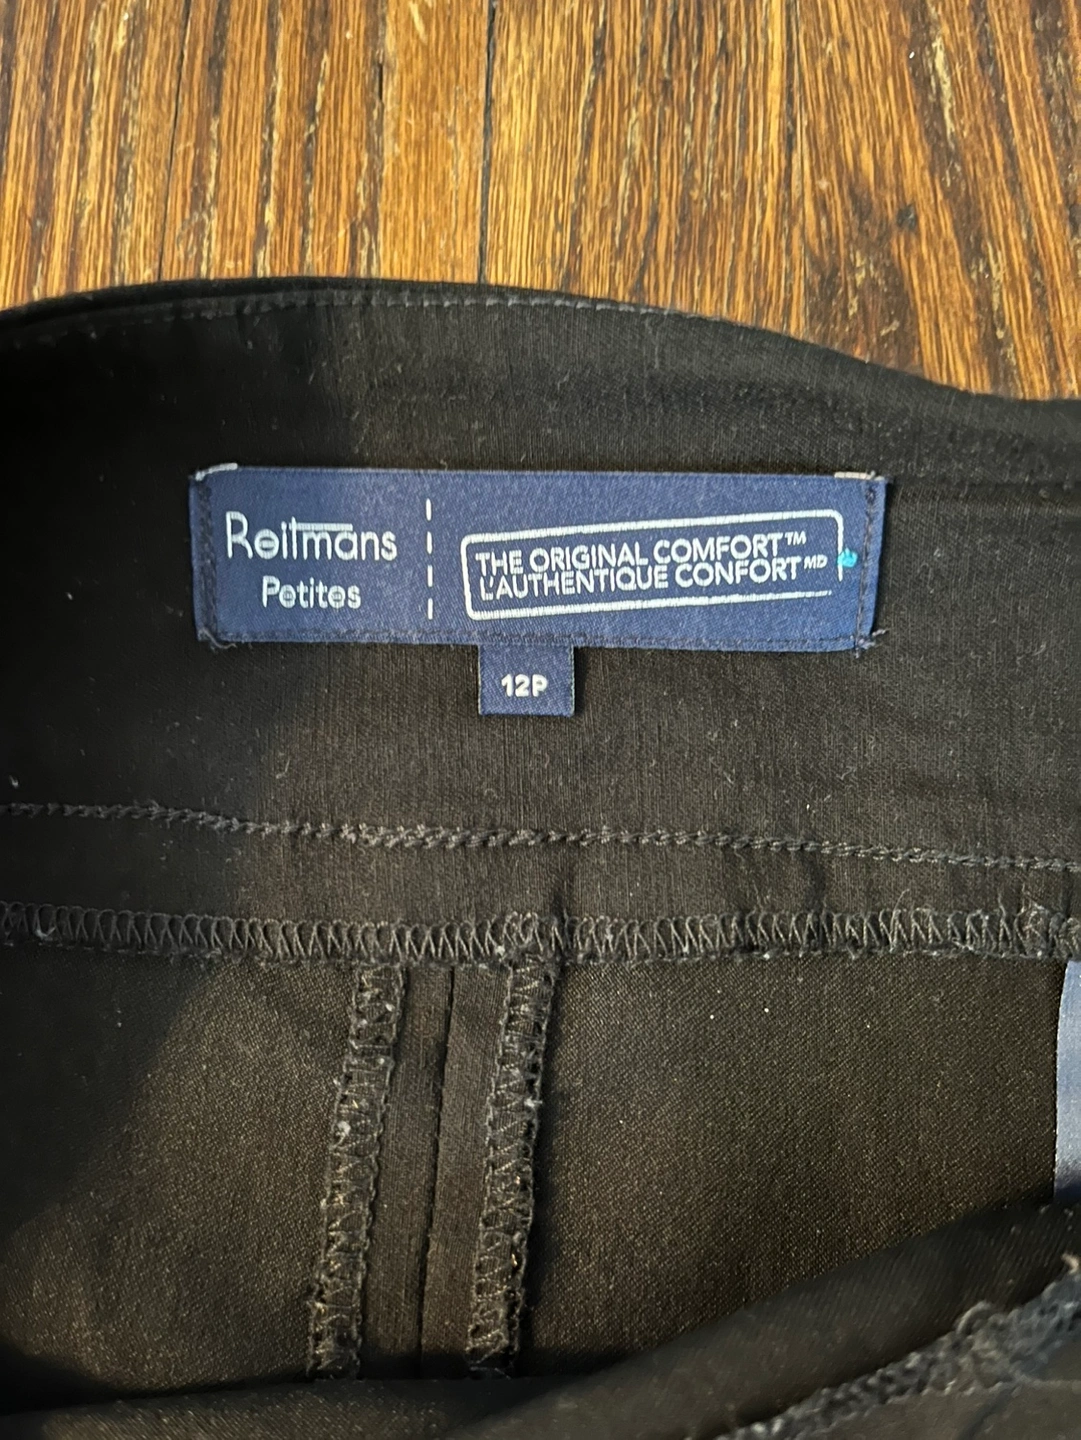 Reitmans
Petites
THE ORIGINAL COMFORT™
L'AUTHENTIQUE CONFORT MD
12P